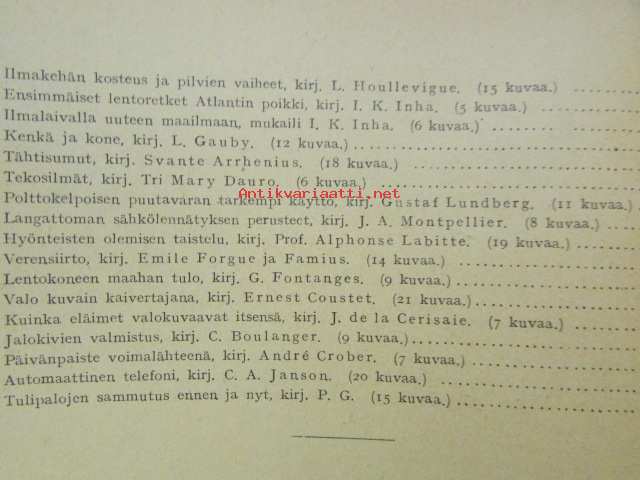 Ilmakehän kosteus ja pilvien vaiheet, kirj. L. Houllevigue. (15 kuvaa.)
Ensimmäiset lentoretket Atlantin poikki, kirj. I. K. Inha. (5 kuvaa.)
Ilmalaivalla uuteen maailmaan, mukaili I. K. Inha. (6 kuvaa.)
Kenkä ja kone, kirj. L. Gauby. (12 kuvaa.)
Tähtisumut, kirj. Svante Arrhenius. (18 kuvaa.)
Tekosilmät, kirj. Tri Mary Dauro. (6 kuvaa.)
Antikvariaatti.net
Polttokelpoisen puutavaran tarkempi käyttö, kirj. Gustaf Lundberg. (11 kuvaa.)
Langattoman sähkölennätyksen perusteet, kirj. J. A. Montpellier. (8 kuvaa.)
Hyönteisten olemisen taistelu, kirj. Prof. Alphonse Labitte. (19 kuvaa.)
Verensiirto, kirj. Emile Forgue ja Famius. (14 kuvaa.)
Lentokoneen maahan tulo, kirj. G. Fontanges. (9 kuvaa.)
Valo kuvain kaivertajana, kirj. Ernest Coustet. (21 kuvaa.)
Kuinka eläimet valokuvaavat itsensä, kirj. J. de la Cerisaie. (7 kuvaa.)
Jalokivien valmistus, kirj. C. Boulanger. (9 kuvaa.)
Päivänpaiste voimalähteenä, kirj. André Crober. (7 kuvaa.)
Automaattinen telefoni, kirj. C. A. Janson. (20 kuvaa.)
Tulipalojen sammutus ennen ja nyt, kirj. P. G. (15 kuvaa.)